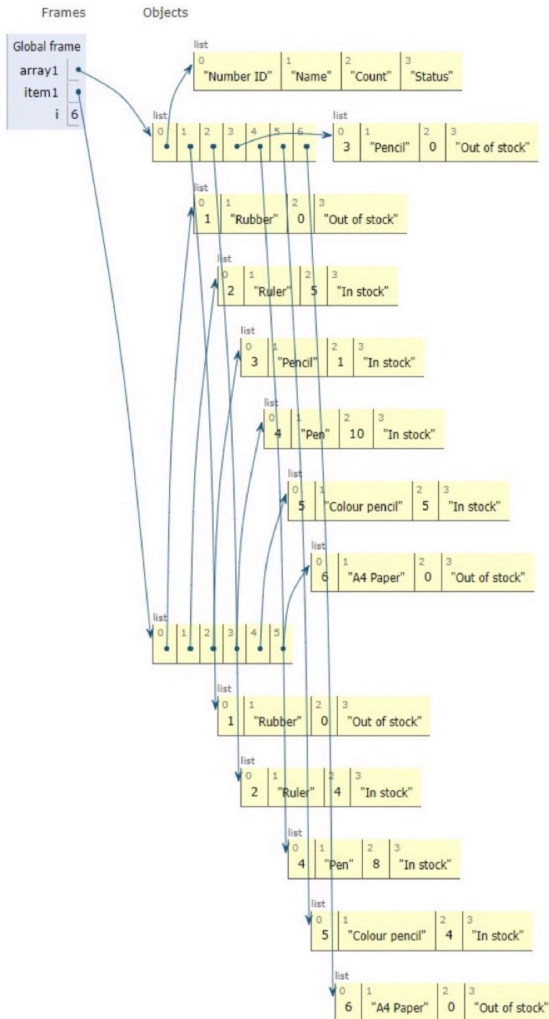 Frames Objects
Global frame
array1
item1
i 6
list
0 1 2 3
"Number ID" "Name" "Count" "Status"
list
0 1 2 3 4 5 6
list
0 1 2 3
3 "Pencil" 0 "Out of stock"
list
0 1 2 3
1 "Rubber" 0 "Out of stock"
list
0 1 2 3
2 "Ruler" 5 "In stock"
list
0 1 2 3
3 "Pencil" 1 "In stock"
list
0 1 2 3
4 "Pen" 10 "In stock"
list
0 1 2 3
5 "Colour pencil" 5 "In stock"
list
0 1 2 3
6 "A4 Paper" 0 "Out of stock"
list
0 1 2 3 4 5
list
0 1 2 3
1 "Rubber" 0 "Out of stock"
list
0 1 2 3
2 "Ruler" 4 "In stock"
list
0 1 2 3
4 "Pen" 8 "In stock"
list
0 1 2 3
5 "Colour pencil" 4 "In stock"
list
0 1 2 3
6 "A4 Paper" 0 "Out of stock"